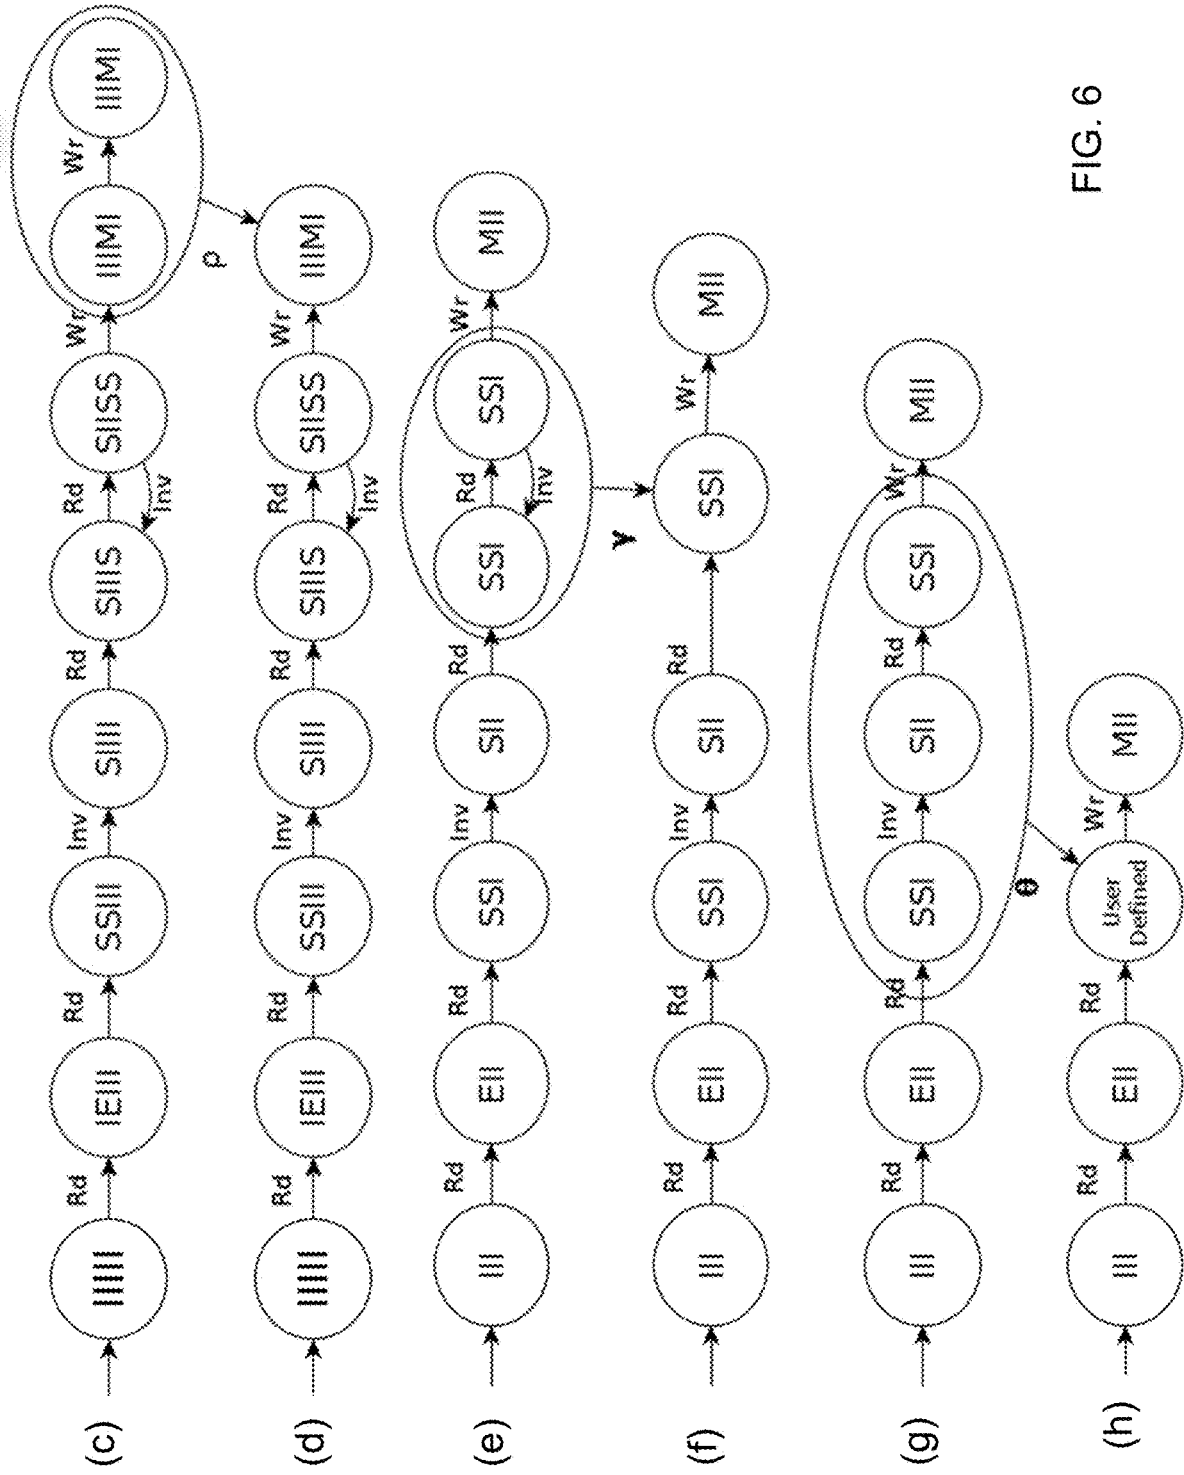 (c) IIIII Rd IEIII Rd SSIII Inv SIIII Rd SIIIS Rd Inv SIISS Wr IIIMI Wr IIIMI
ρ
(d) IIIII Rd IEIII Rd SSIII Inv SIIII Rd SIIIS Rd Inv SIISS Wr IIIMI
(e) III Rd EII Rd SSI Inv SII Rd SSI Rd Inv SSI Wr MII
γ
(f) III Rd EII Rd SSI Inv SII Rd SSI Wr MII
(g) III Rd EII Rd SSI Inv SII Rd SSI Wr MII
θ
(h) III Rd EII Rd User Defined Wr MII
FIG. 6